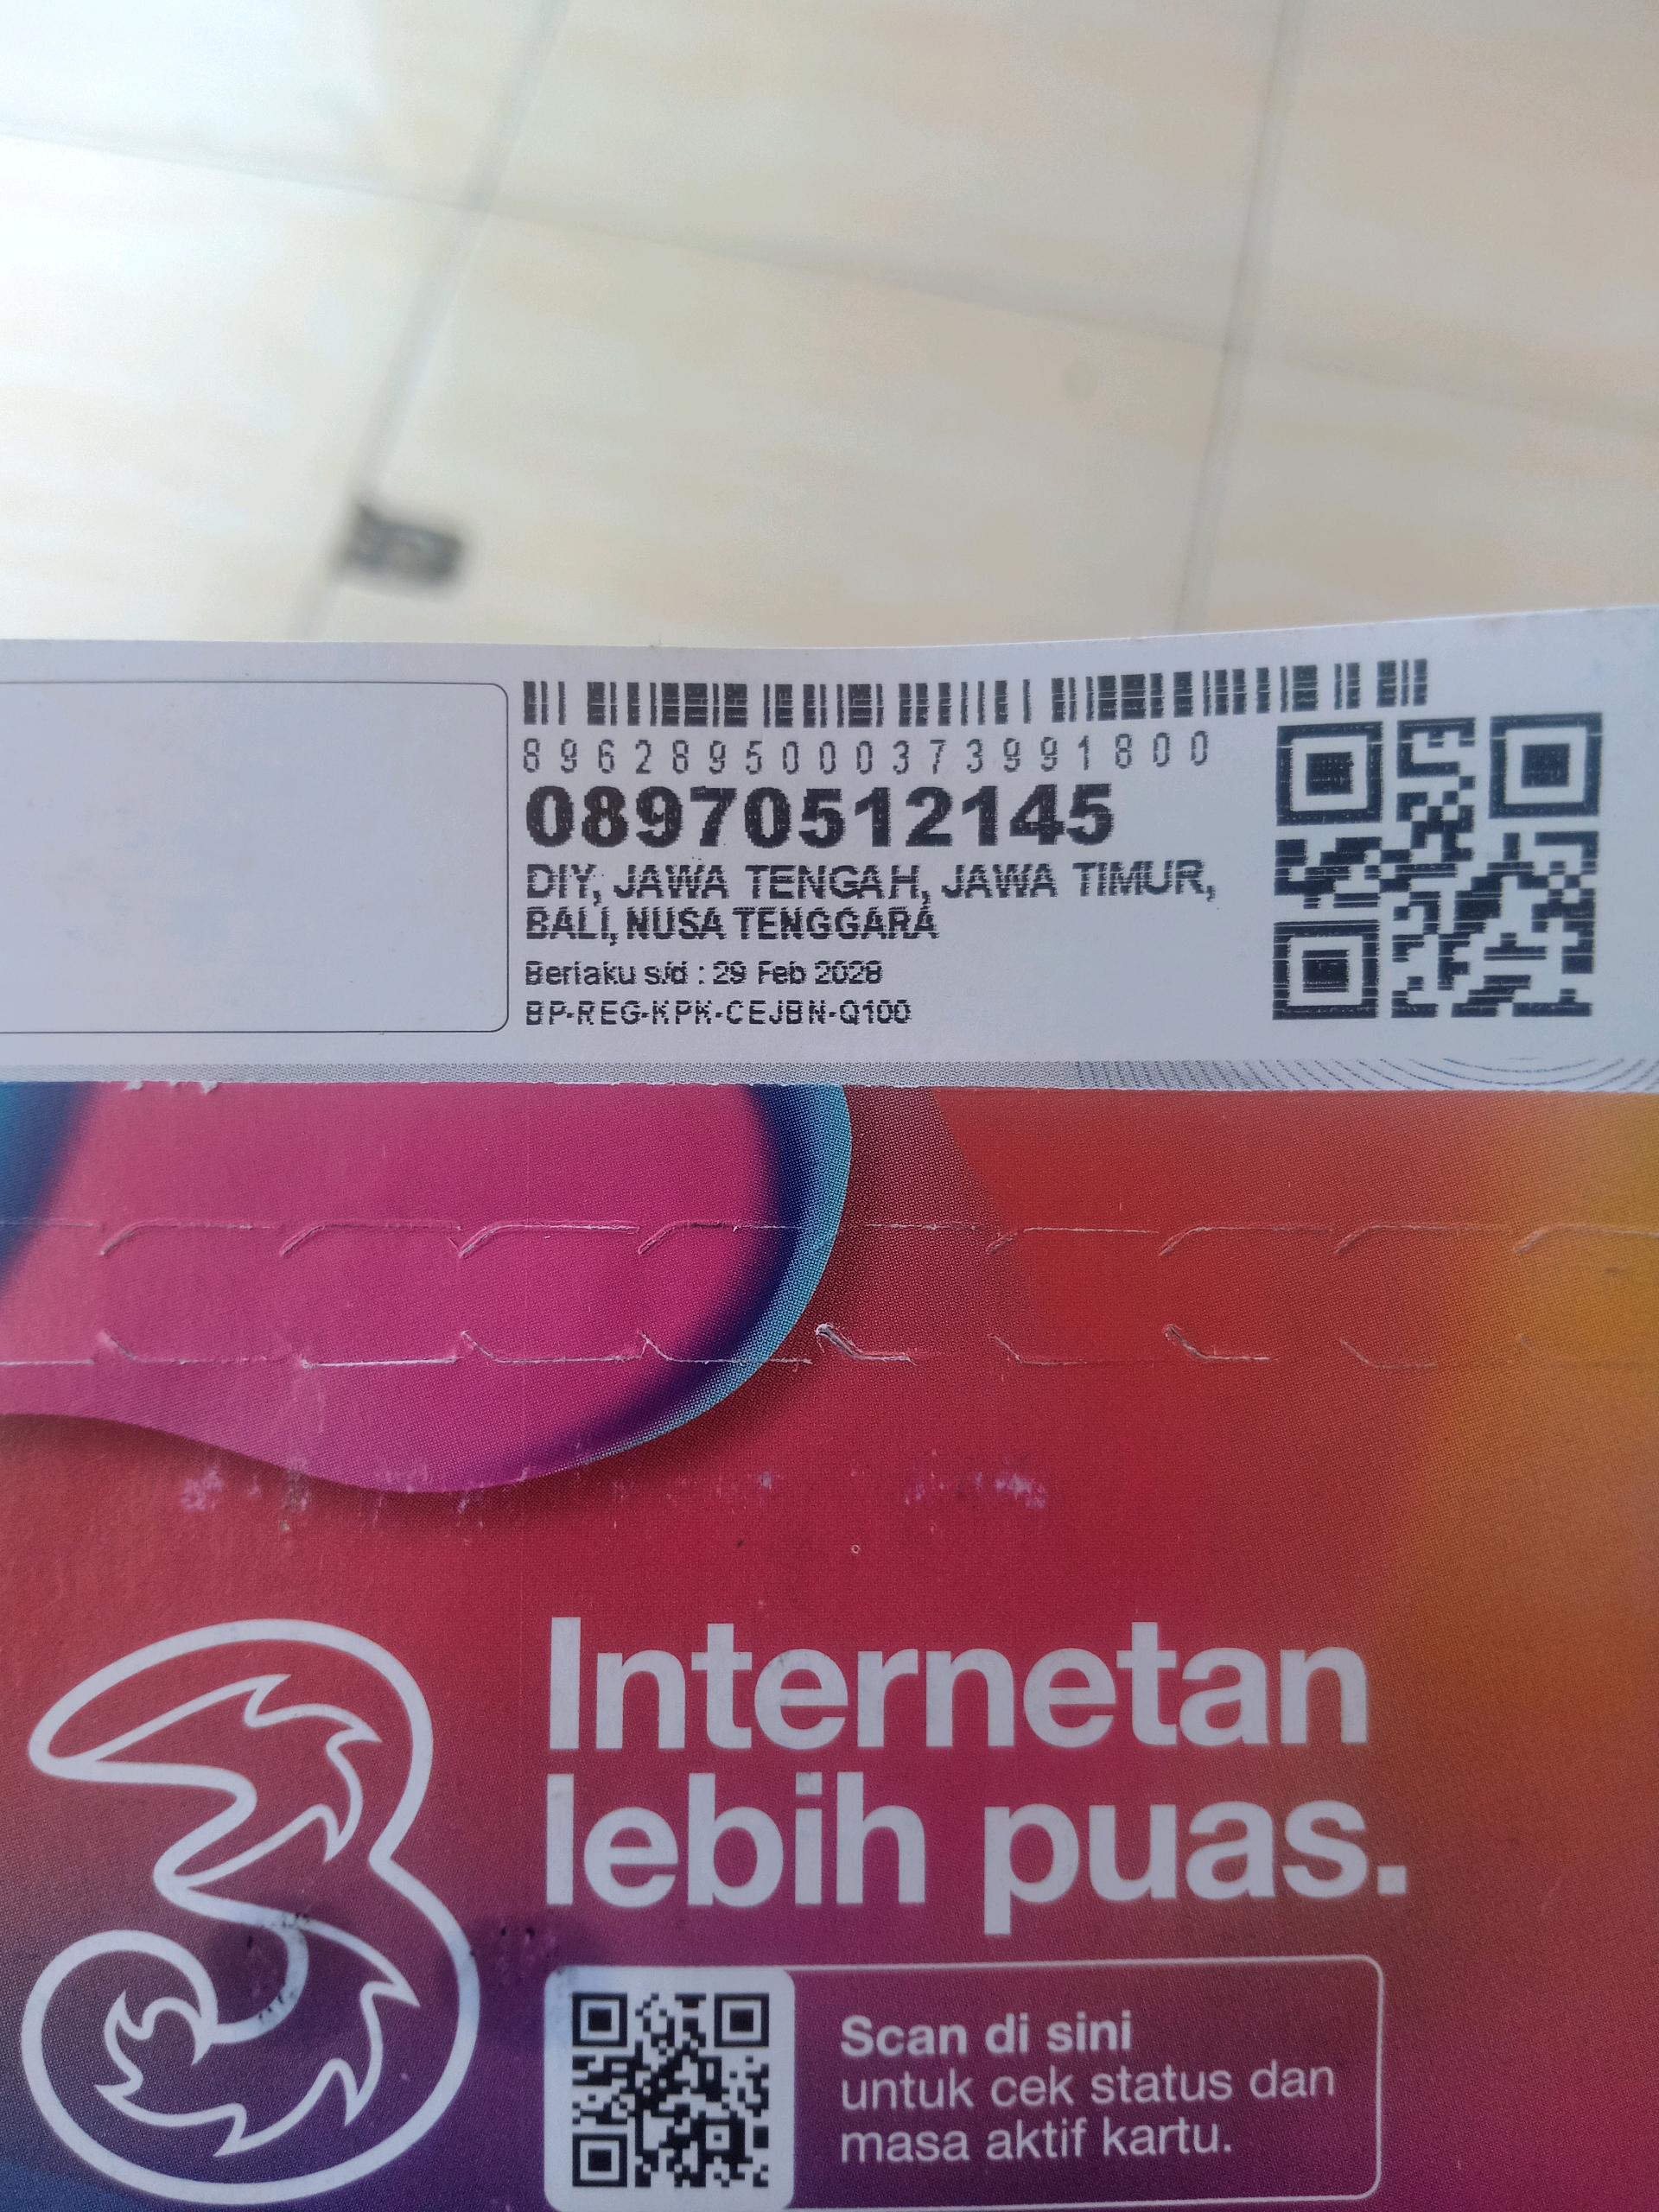 8962895000373991800
08970512145
DIY, JAWA TENGAH, JAWA TIMUR,
BALI, NUSA TENGGARA
Berlaku s/d : 29 Feb 2028
BP-REG-KPK-CEJBN-Q100
3
Internetan
lebih puas.
Scan di sini
untuk cek status dan
masa aktif kartu.